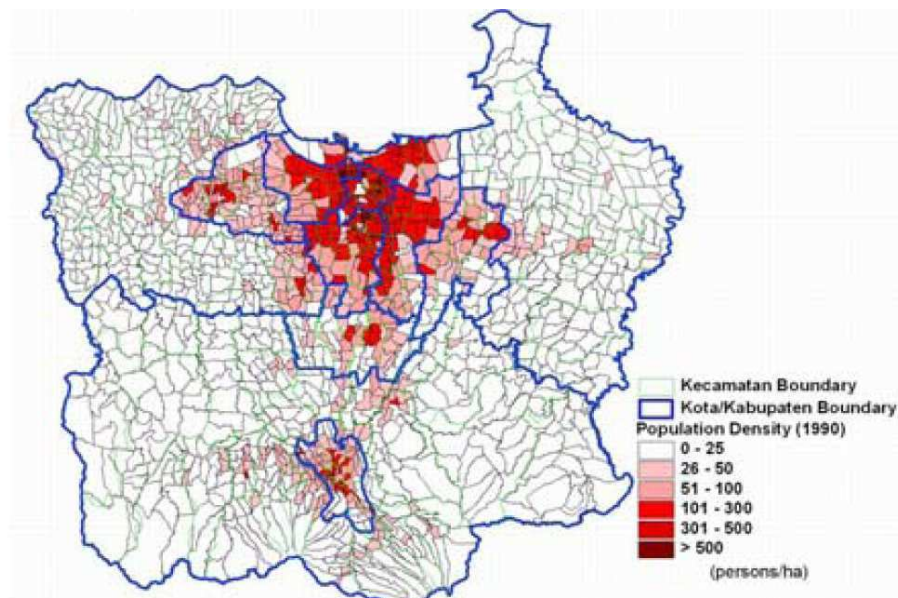 Kecamatan Boundary
Kota/Kabupaten Boundary
Population Density (1990)
0 - 25
26 - 50
51 - 100
101 - 300
301 - 500
> 500
(persons/ha)